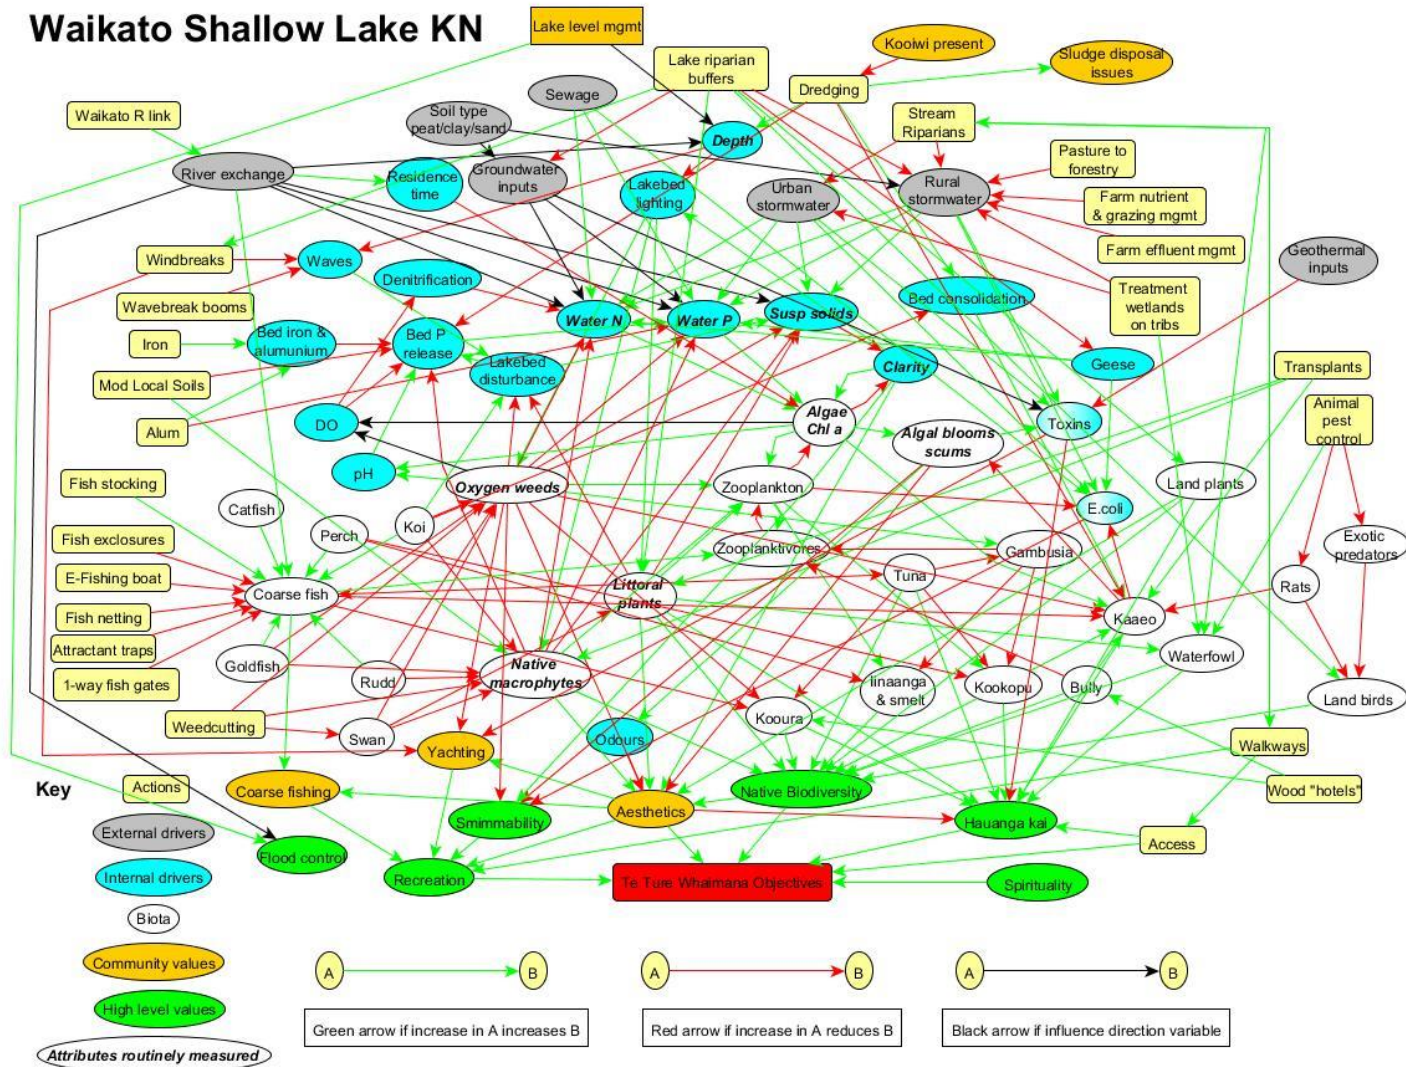 Waikato Shallow Lake KN
Lake level mgmt
Kooiwi present
Sludge disposal
issues
Lake riparian
buffers
Dredging
Sewage
Waikato R link
Soil type
peat/clay/sand
Stream
Riparians
Depth
Pasture to
forestry
River exchange
Residence
time
Groundwater
inputs
Lakebed
lighting
Urban
stormwater
Rural
stormwater
Farm nutrient
& grazing mgmt
Farm effluent mgmt
Geothermal
inputs
Windbreaks
Waves
Denitrification
Wavebreak booms
Treatment
wetlands
on tribs
Bed consolidation
Water N
Water P
Susp solids
Iron
Bed iron &
alumunium
Bed P
release
Lakebed
disturbance
Clarity
Geese
Transplants
Mod Local Soils
Alum
DO
Algae
Chl a
Algal blooms
scums
Toxins
Animal
pest
control
pH
Fish stocking
Oxygen weeds
Zooplankton
Land plants
Catfish
E.coli
Fish exclosures
Perch
Koi
Zooplanktivores
Gambusia
Exotic
predators
E-Fishing boat
Coarse fish
Littoral
plants
Tuna
Rats
Fish netting
Kaaeo
Attractant traps
Goldfish
Native
macrophytes
Waterfowl
1-way fish gates
Rudd
Iinaanga
& smelt
Kookopu
Bully
Land birds
Weedcutting
Swan
Kooura
Odours
Yachting
Walkways
Key
Actions
Coarse fishing
Native Biodiversity
Wood "hotels"
Aesthetics
Smimmability
Hauanga kai
External drivers
Access
Flood control
Internal drivers
Recreation
Te Ture Whaimana Objectives
Spirituality
Biota
Community values
A
B
A
B
A
B
High level values
Green arrow if increase in A increases B
Red arrow if increase in A reduces B
Black arrow if influence direction variable
Attributes routinely measured